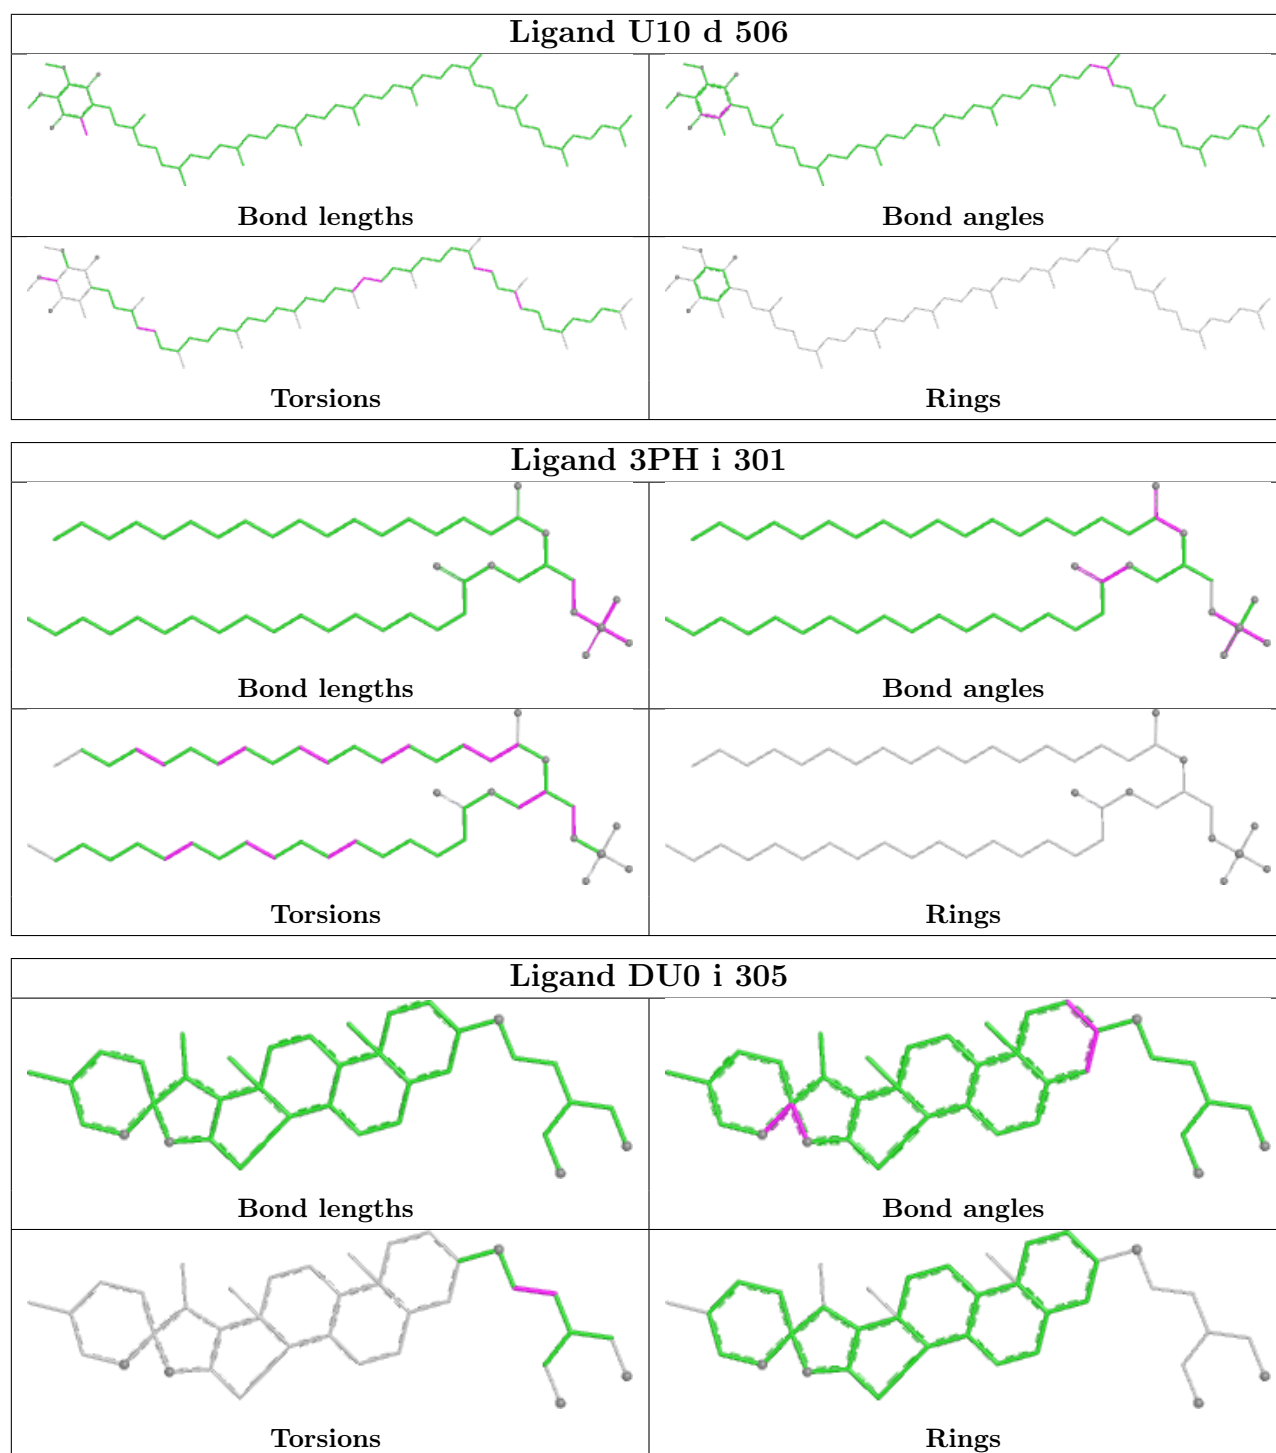 Ligand U10 d 506
Bond lengths
Bond angles
Torsions
Rings
Ligand 3PH i 301
Bond lengths
Bond angles
Torsions
Rings
Ligand DU0 i 305
Bond lengths
Bond angles
Torsions
Rings